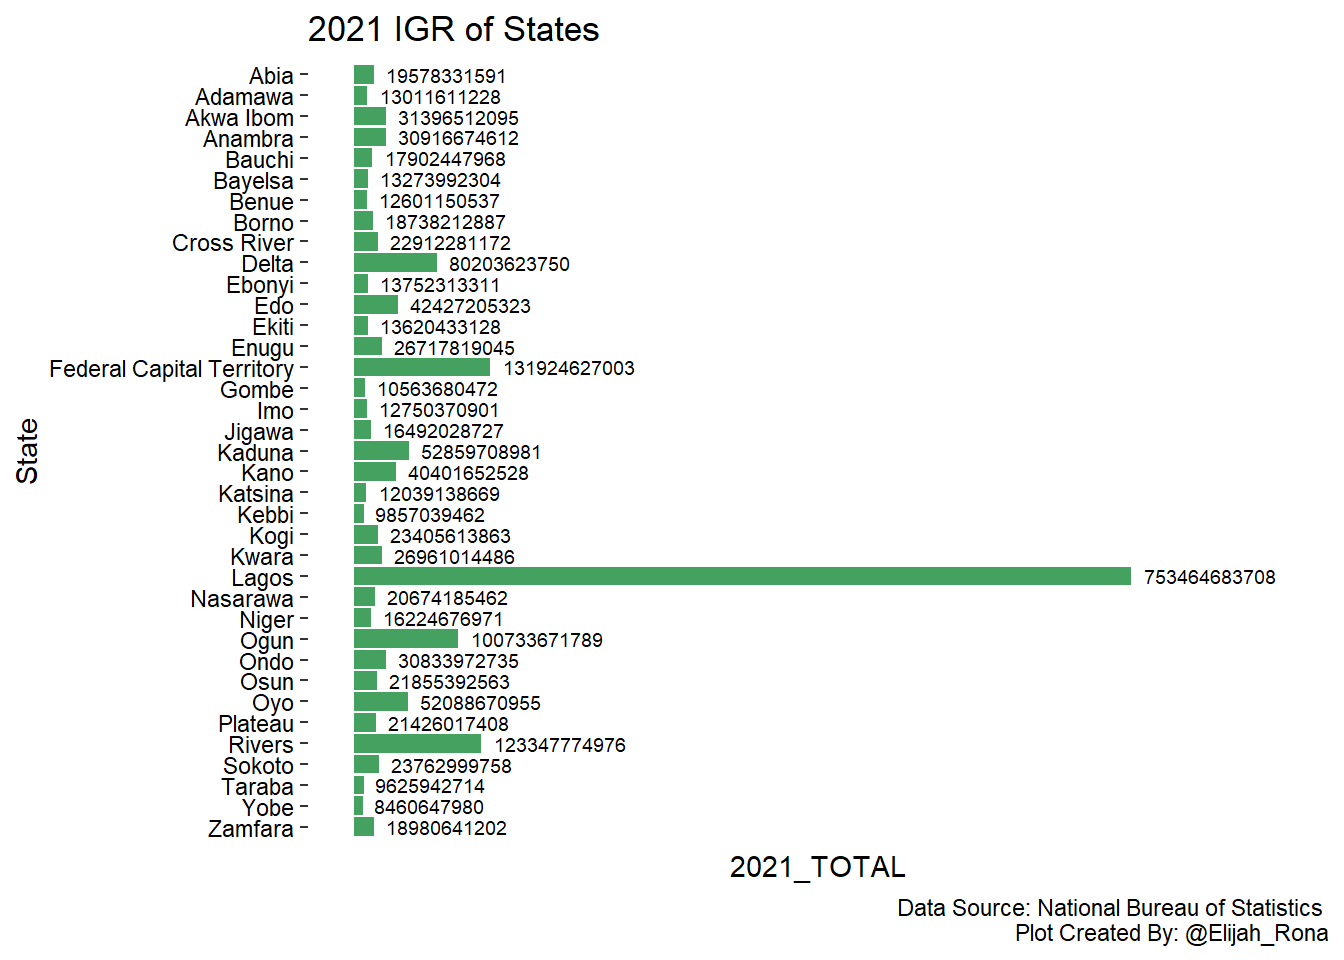 2021 IGR of States
State
Abia 19578331591
Adamawa 13011611228
Akwa Ibom 31396512095
Anambra 30916674612
Bauchi 17902447968
Bayelsa 13273992304
Benue 12601150537
Borno 18738212887
Cross River 22912281172
Delta 80203623750
Ebonyi 13752313311
Edo 42427205323
Ekiti 13620433128
Enugu 26717819045
Federal Capital Territory 131924627003
Gombe 10563680472
Imo 12750370901
Jigawa 16492028727
Kaduna 52859708981
Kano 40401652528
Katsina 12039138669
Kebbi 9857039462
Kogi 23405613863
Kwara 26961014486
Lagos 753464683708
Nasarawa 20674185462
Niger 16224676971
Ogun 100733671789
Ondo 30833972735
Osun 21855392563
Oyo 52088670955
Plateau 21426017408
Rivers 123347774976
Sokoto 23762999758
Taraba 9625942714
Yobe 8460647980
Zamfara 18980641202
2021_TOTAL
Data Source: National Bureau of Statistics
Plot Created By: @Elijah_Rona